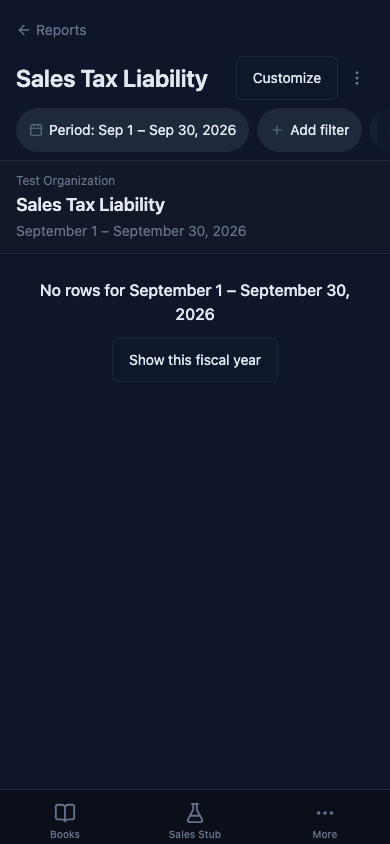 Reports
Sales Tax Liability
Customize
Period: Sep 1 – Sep 30, 2026
Add filter
Test Organization
Sales Tax Liability
September 1 – September 30, 2026
No rows for September 1 – September 30,
2026
Show this fiscal year
Books
Sales Stub
More